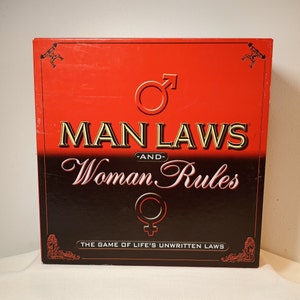 MAN LAWS
-AND-
Woman Rules
THE GAME OF LIFE'S UNWRITTEN LAWS